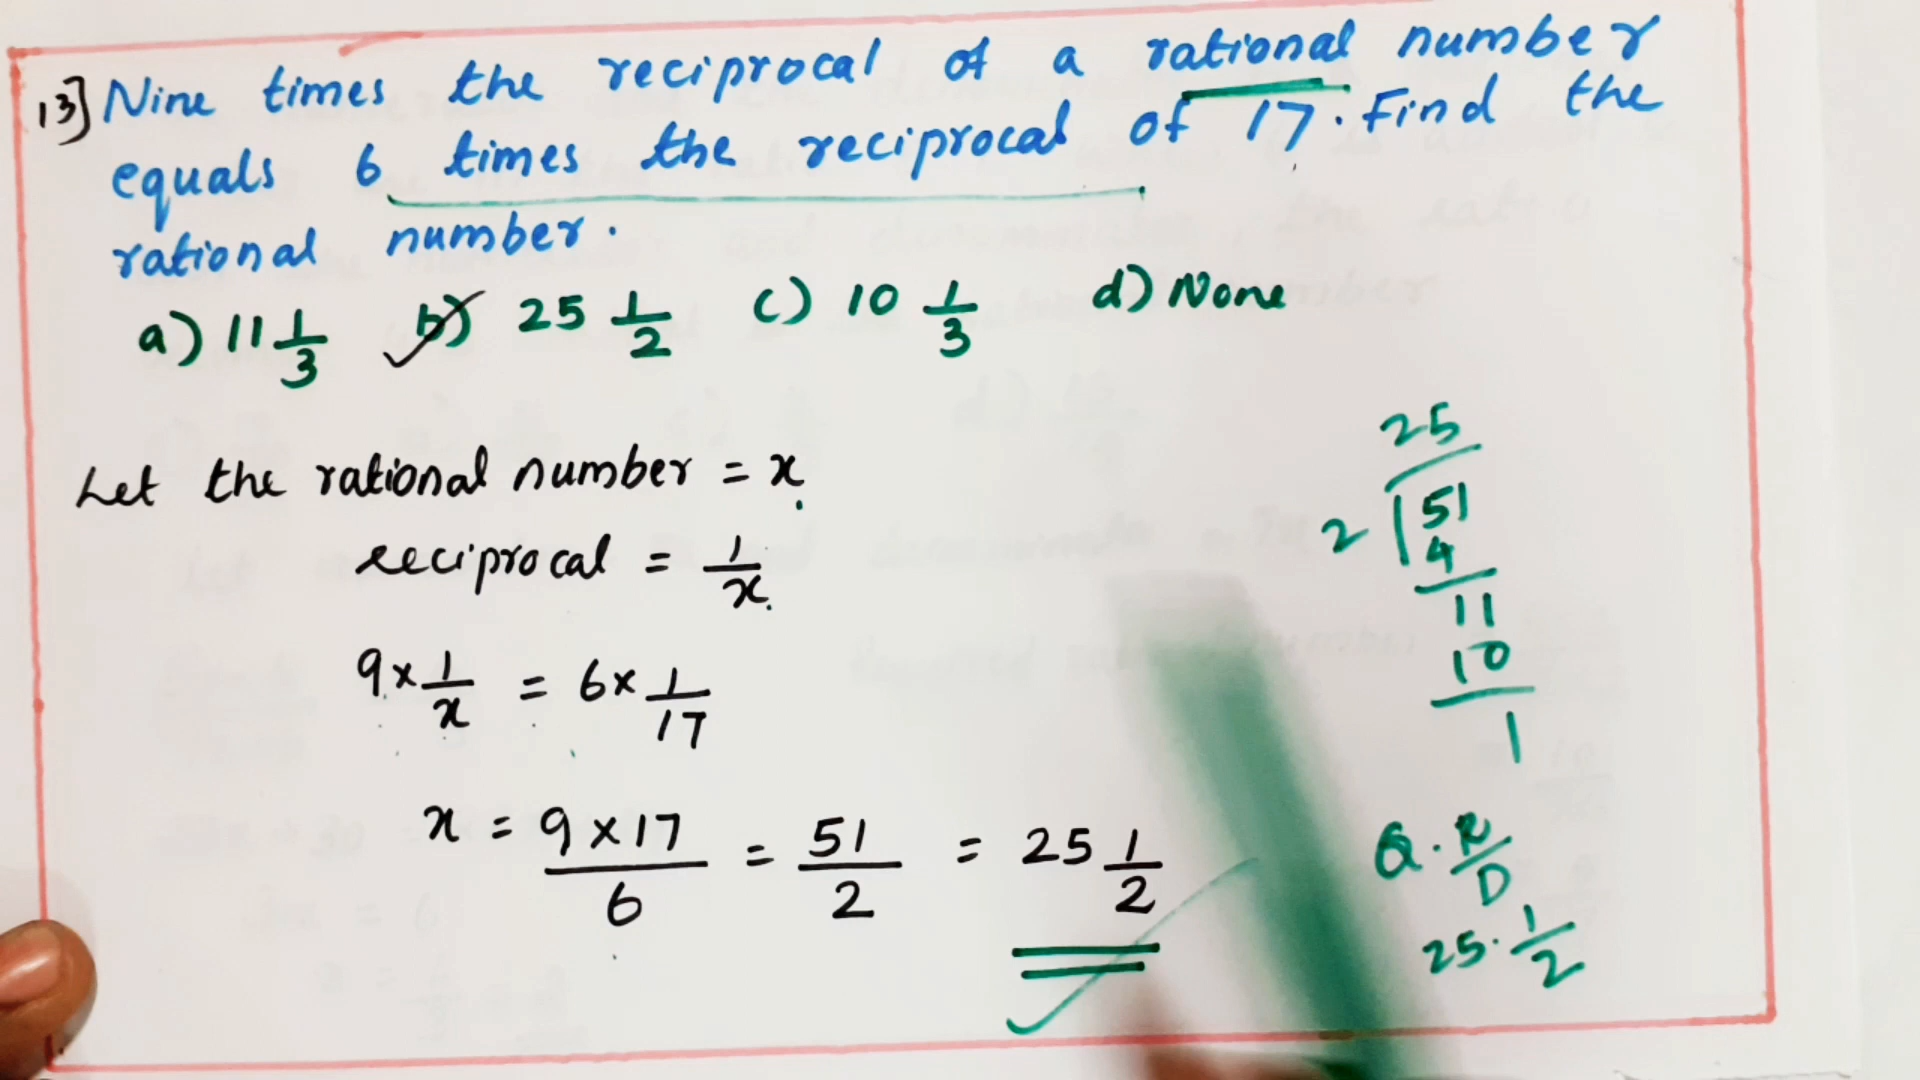 13] Nine times the reciprocal of a rational number
equals 6 times the reciprocal of 17. Find the
rational number.
a) 11 1/3 b) 25 1/2 c) 10 1/3 d) None
Let the rational number = x
reciprocal = 1/x
9 × 1/x = 6 × 1/17
x = 9 × 17/6 = 51/2 = 25 1/2
25
2 51
4
11
10
1
Q . R/D
25 . 1/2